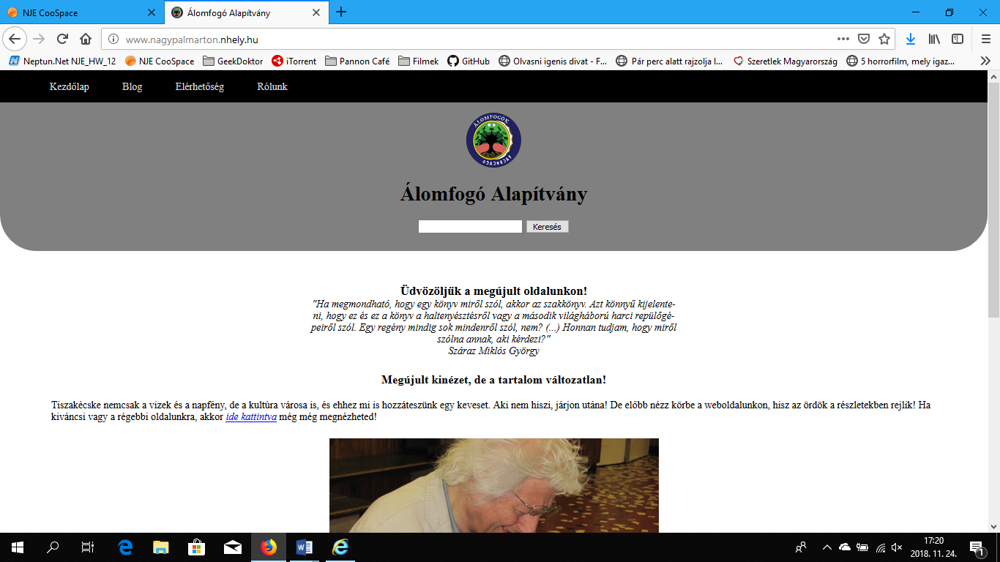 NJE CooSpace
Álomfogó Alapítvány
www.nagypalmarton.nhely.hu
Neptun.Net NJE_HW_12 NJE CooSpace GeekDoktor iTorrent Pannon Café Filmek GitHub Olvasni igenis divat - F... Pár perc alatt rajzolja l... Szeretlek Magyarország 5 horrorfilm, mely igaz...
Kezdőlap Blog Elérhetőség Rólunk
ÁLOMFOGÓK
Álomfogó Alapítvány
Keresés
Üdvözöljük a megújult oldalunkon!
"Ha megmondható, hogy egy könyv miről szól, akkor az szakkönyv. Azt könnyű kijelente-
ni, hogy ez és ez a könyv a haltenyésztésről vagy a második világháború harci repülőgé-
peiről szól. Egy regény mindig sok mindenről szól, nem? (...) Honnan tudjam, hogy miről
szólna annak, aki kérdezi?"
Száraz Miklós György
Megújult kinézet, de a tartalom változatlan!
Tiszakécske nemcsak a vizek és a napfény, de a kultúra városa is, és ehhez mi is hozzáteszünk egy keveset. Aki nem hiszi, járjon utána! De előbb nézz körbe a weboldalunkon, hisz az ördök a részletekben rejlik! Ha
kiváncsi vagy a régebbi oldalunkra, akkor ide kattintva még még megnézheted!
17:20
2018. 11. 24.
1